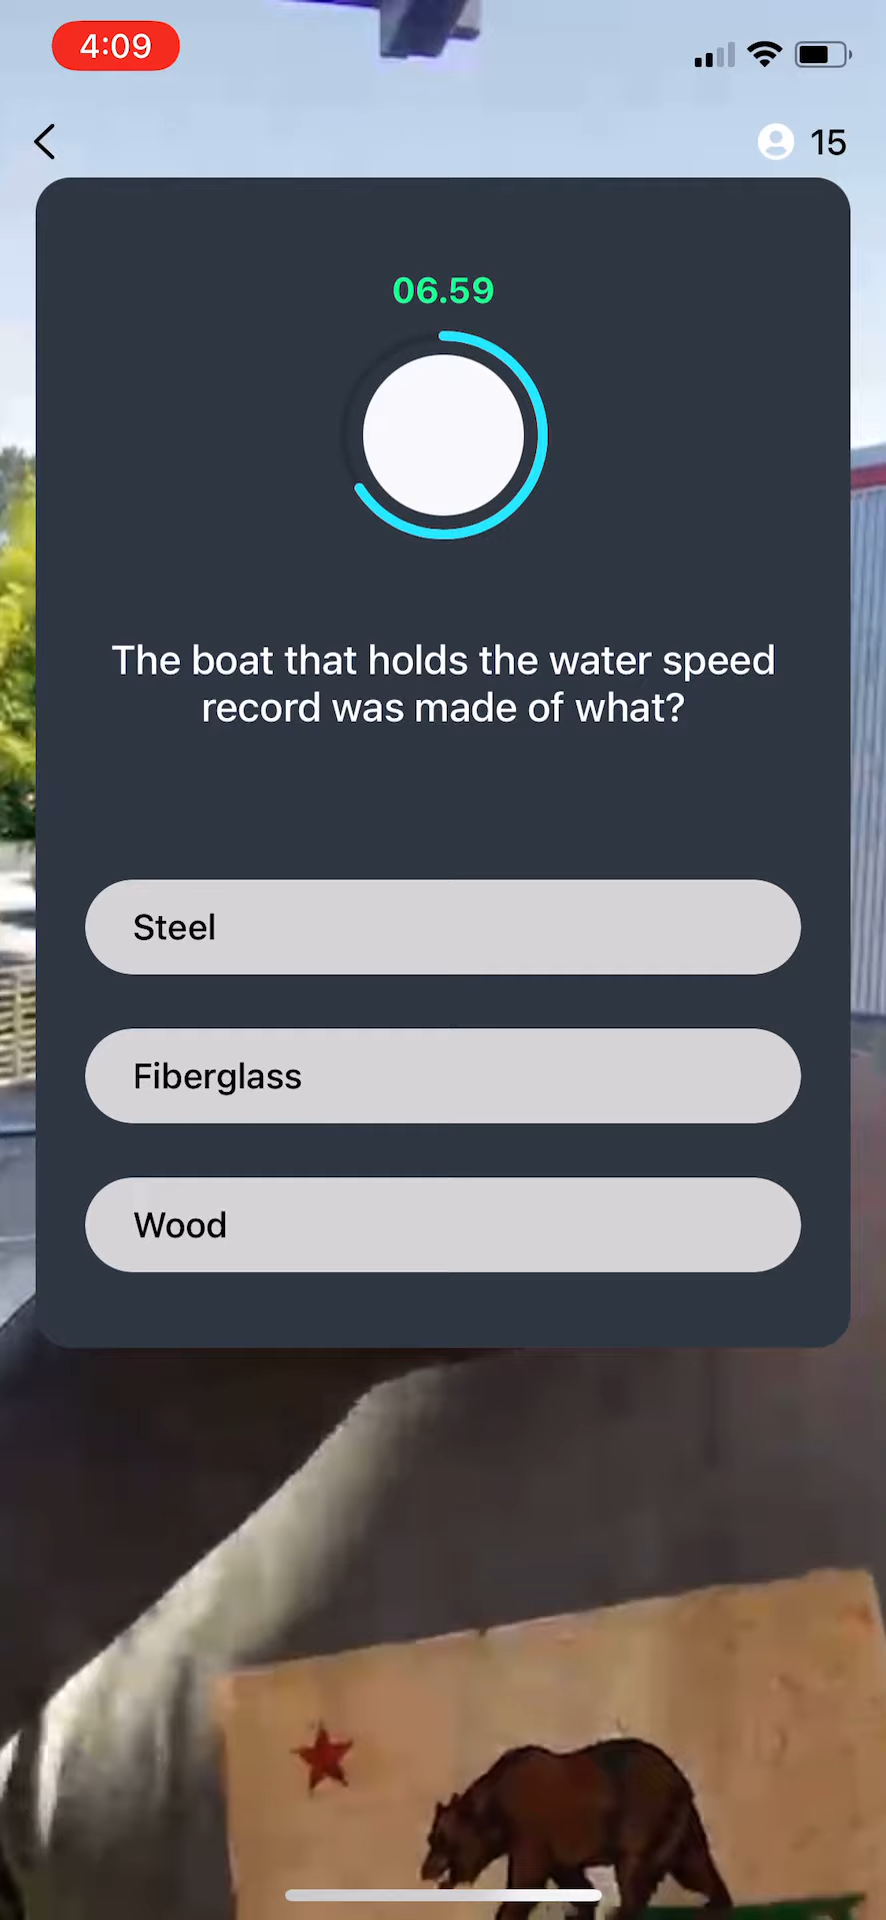 4:09
15
06.59
The boat that holds the water speed
record was made of what?
Steel
Fiberglass
Wood